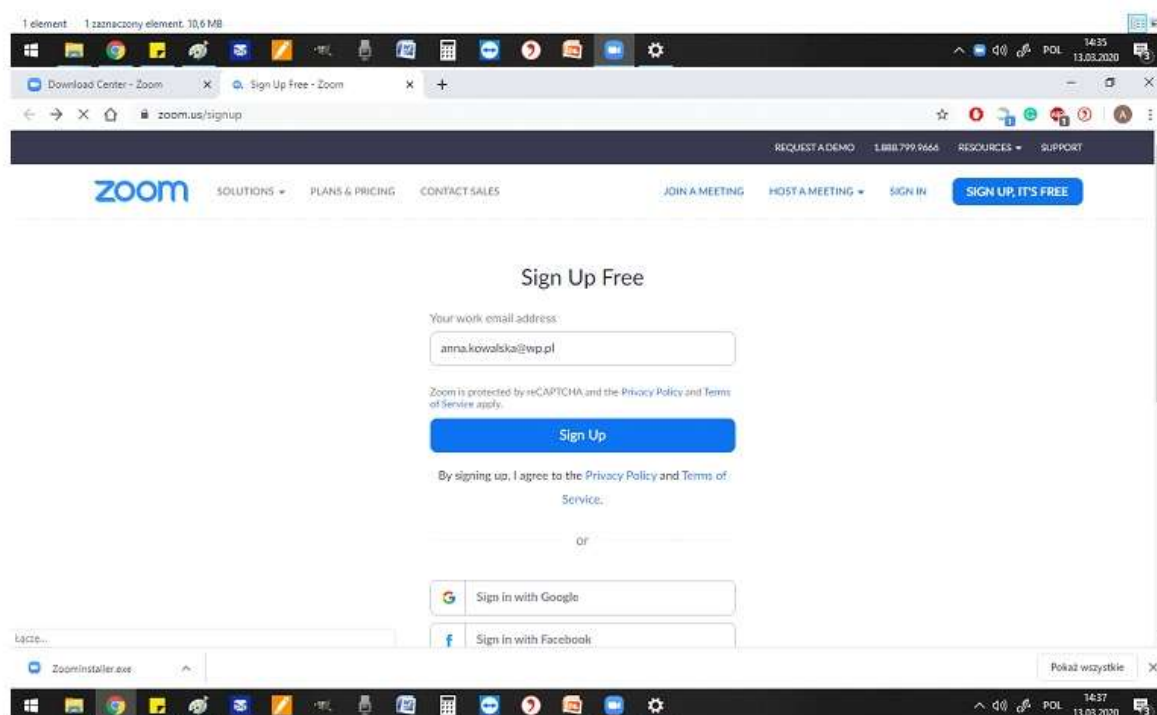 1 element 1 zaznaczony element. 10,6 MB
POL 14:35
13.03.2020 3
Download Center - Zoom Sign Up Free - Zoom
zoom.us/signup
REQUEST A DEMO 1.888.799.9666 RESOURCES SUPPORT
zoom SOLUTIONS PLANS & PRICING CONTACT SALES JOIN A MEETING HOST A MEETING SIGN IN SIGN UP, IT'S FREE
Sign Up Free
Your work email address
anna.kowalska@wp.pl
Zoom is protected by reCAPTCHA and the Privacy Policy and Terms
of Service apply.
Sign Up
By signing up, I agree to the Privacy Policy and Terms of
Service.
or
G Sign in with Google
f Sign in with Facebook
Łącze...
ZoomInstaller.exe Pokaż wszystkie
POL 14:37
13.03.2020 3